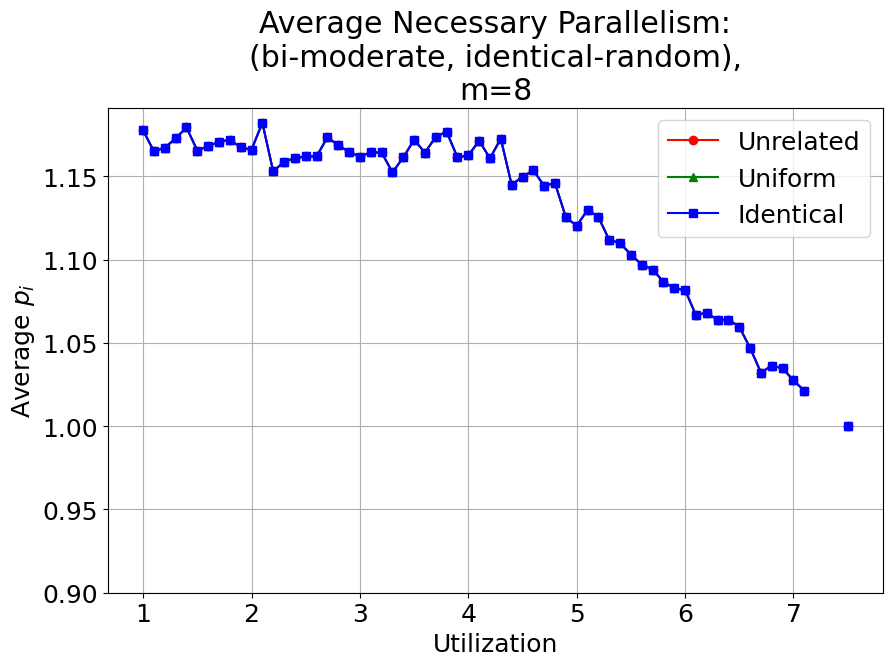 Average Necessary Parallelism:
(bi-moderate, identical-random),
m=8
Unrelated
Uniform
Identical
Average p_i
1.15
1.10
1.05
1.00
0.95
0.90
1 2 3 4 5 6 7
Utilization